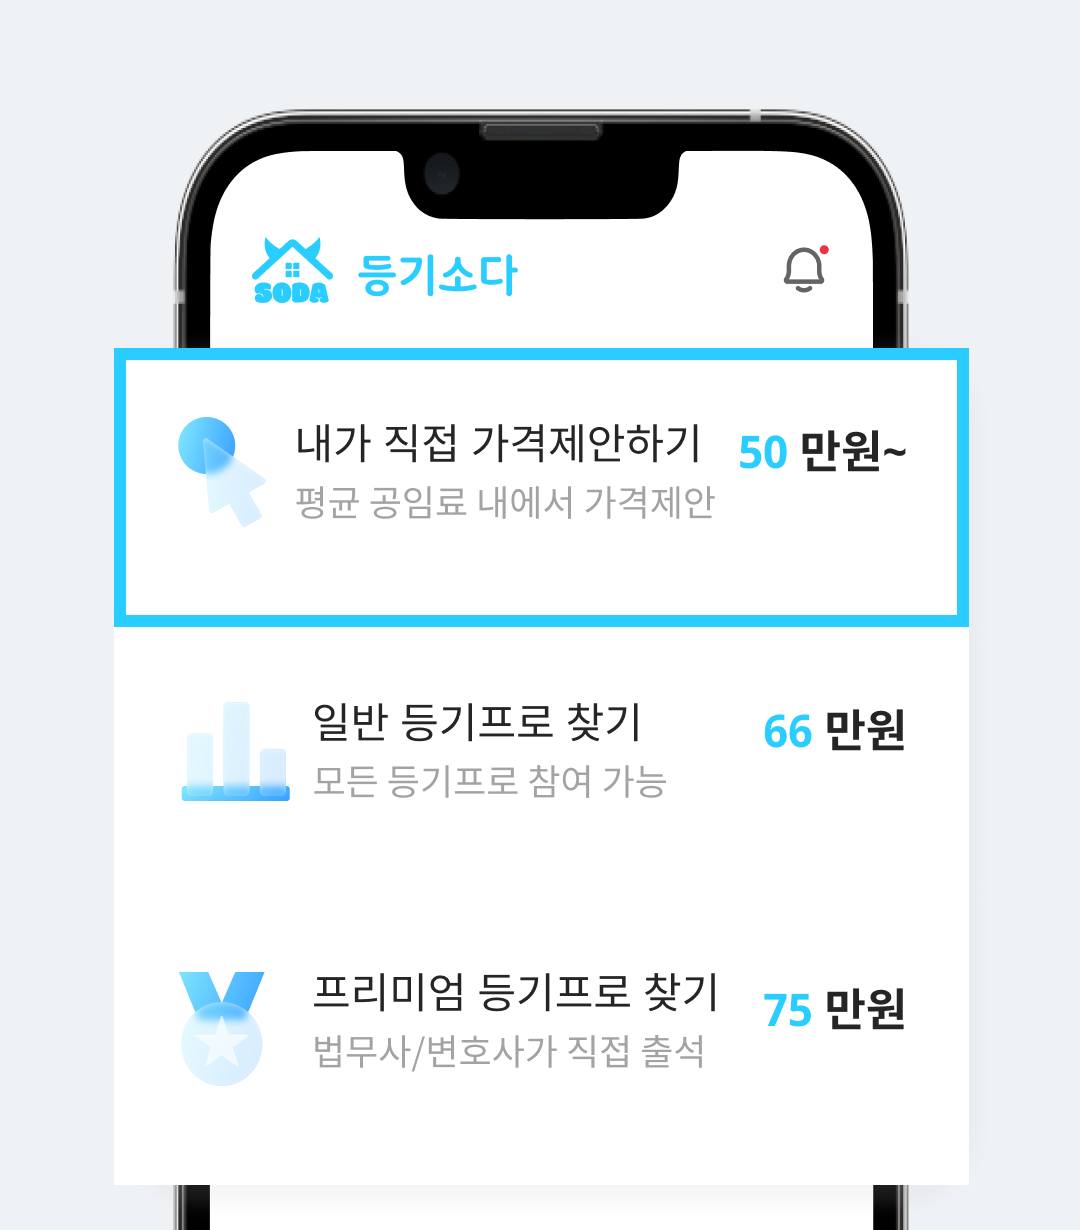 SODA 등기소다
내가 직접 가격제안하기 50 만원~
평균 공임료 내에서 가격제안
일반 등기프로 찾기 66 만원
모든 등기프로 참여 가능
프리미엄 등기프로 찾기 75 만원
법무사/변호사가 직접 출석